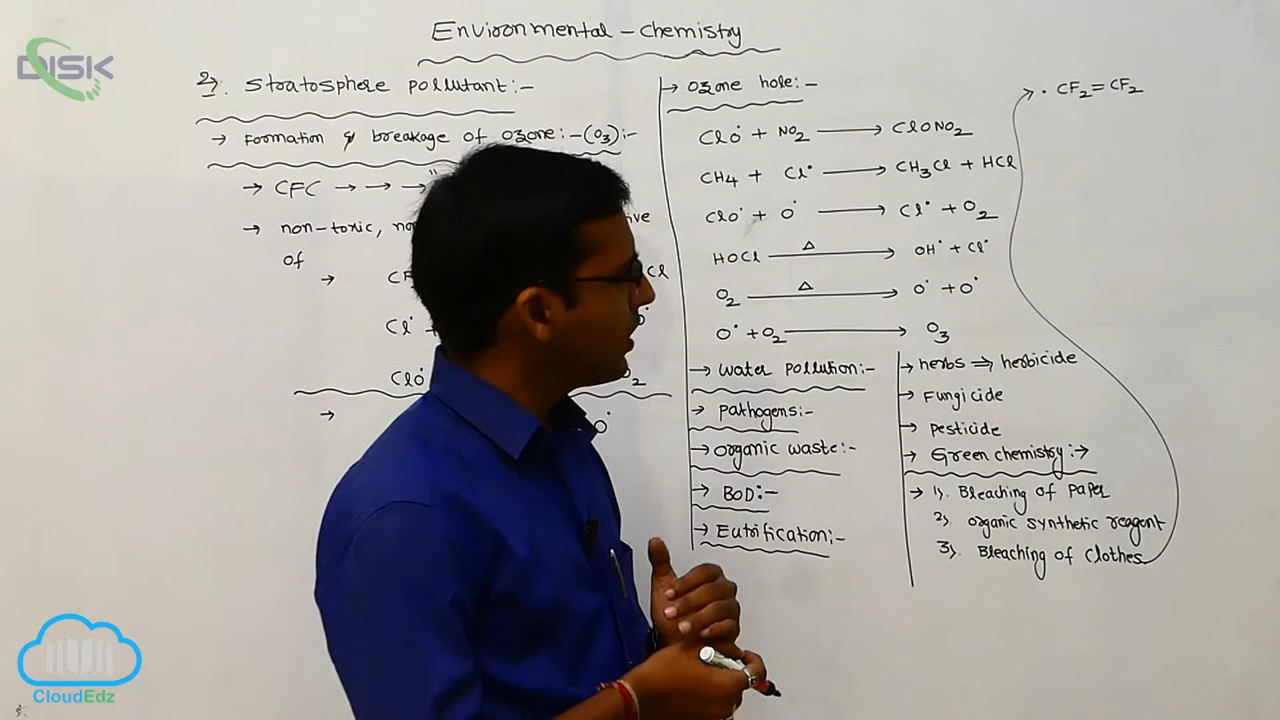 DISK
Environmental - chemistry
2). Stratosphere pollutant:-
→ Formation & breakage of ozone:-(O3):-
→ CFC → → →
→ non-toxic,
of
→
Cl• +
ClO•
O2
→
O•
→ ozone hole:-
ClO• + NO2 → ClONO2
CH4 + Cl• → CH3Cl + HCl
ClO• + O• → Cl• + O2
HOCl —Δ→ OH• + Cl•
O2 —Δ→ O• + O•
O• + O2 → O3
→ water pollution:-
→ pathogens:-
→ organic waste:-
→ BOD:-
→ Eutrification:-
→ herbs ⇒ herbicide
→ Fungicide
→ pesticide
→ Green chemistry:→
→ 1). Bleaching of paper
2). organic synthetic reagent
3). Bleaching of clothes
→ • CF2=CF2
CloudEdz